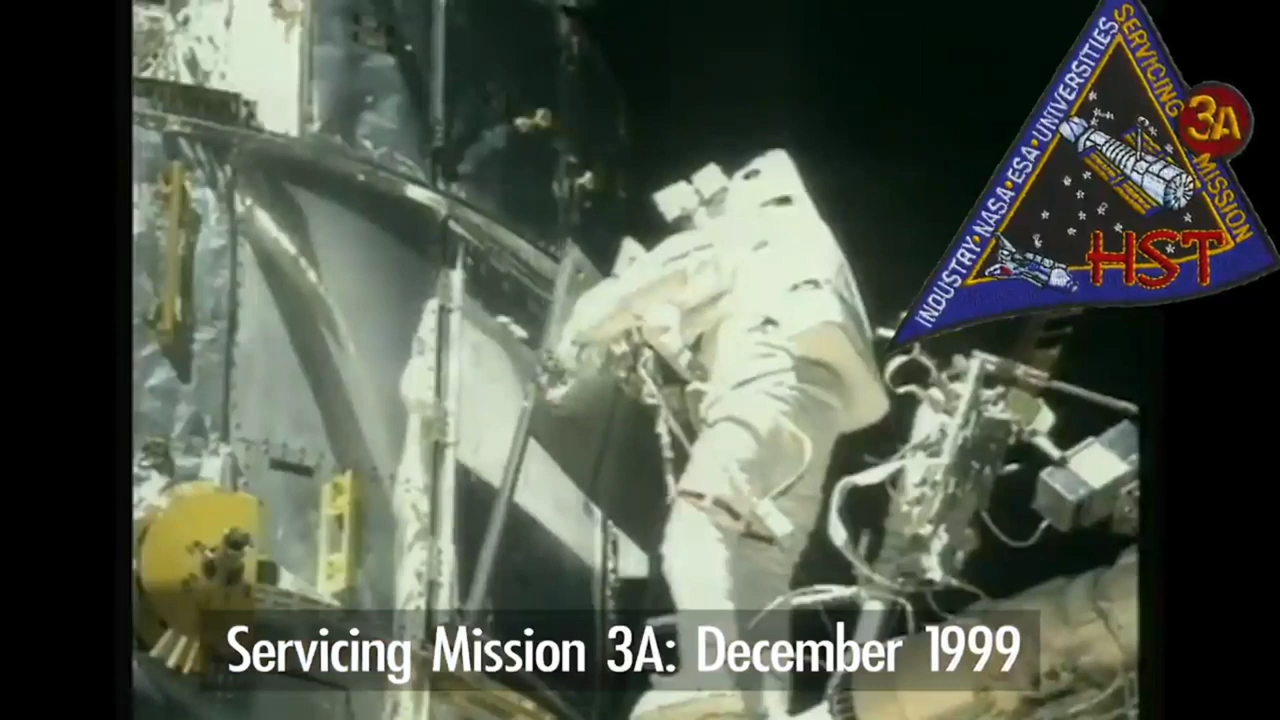 INDUSTRY•NASA•ESA•UNIVERSITIES
SERVICING
3A
MISSION
HST
Servicing Mission 3A: December 1999